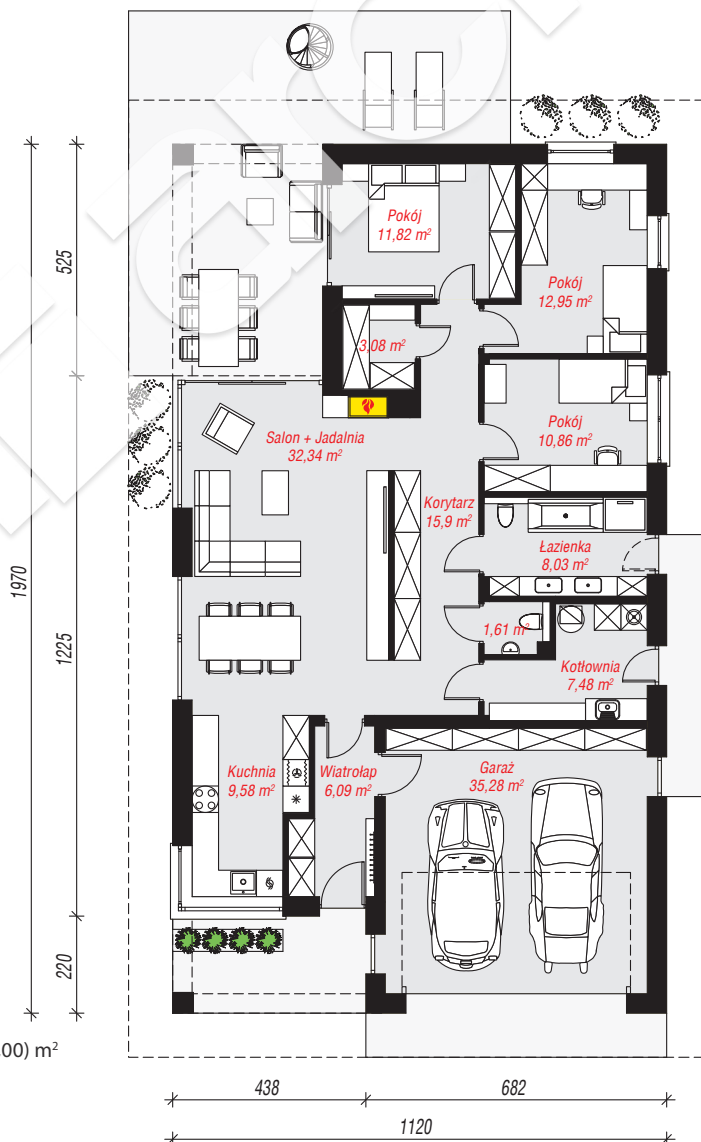 Pokój
11,82 m²
Pokój
12,95 m²
3,08 m²
Salon + Jadalnia
32,34 m²
Pokój
10,86 m²
Korytarz
15,9 m²
Łazienka
8,03 m²
1,61 m²
Kotłownia
7,48 m²
Kuchnia
9,58 m²
Wiatrołap
6,09 m²
Garaż
35,28 m²
525
1970
1225
220
,00) m²
438
682
1120